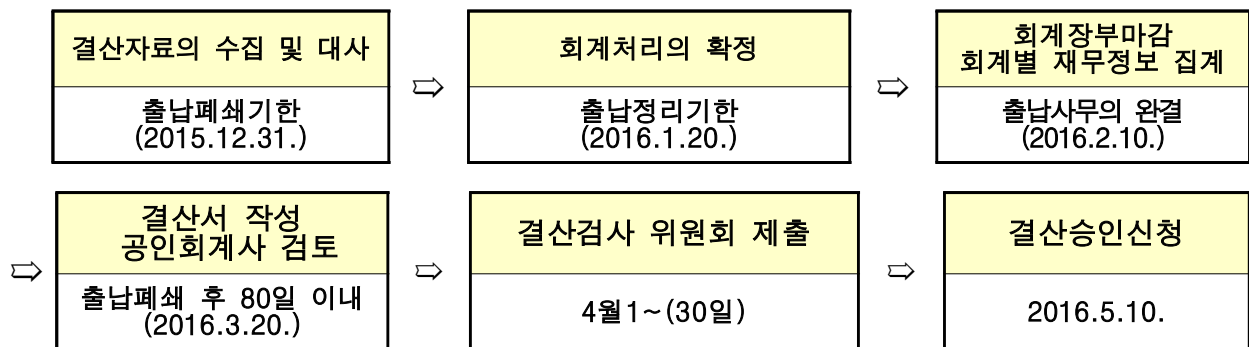 결산자료의 수집 및 대사
출납폐쇄기한
(2015.12.31.)
⇨
회계처리의 확정
출납정리기한
(2016.1.20.)
⇨
회계장부마감
회계별 재무정보 집계
출납사무의 완결
(2016.2.10.)
⇨
결산서 작성
공인회계사 검토
출납폐쇄 후 80일 이내
(2016.3.20.)
⇨
결산검사 위원회 제출
4월1~(30일)
⇨
결산승인신청
2016.5.10.